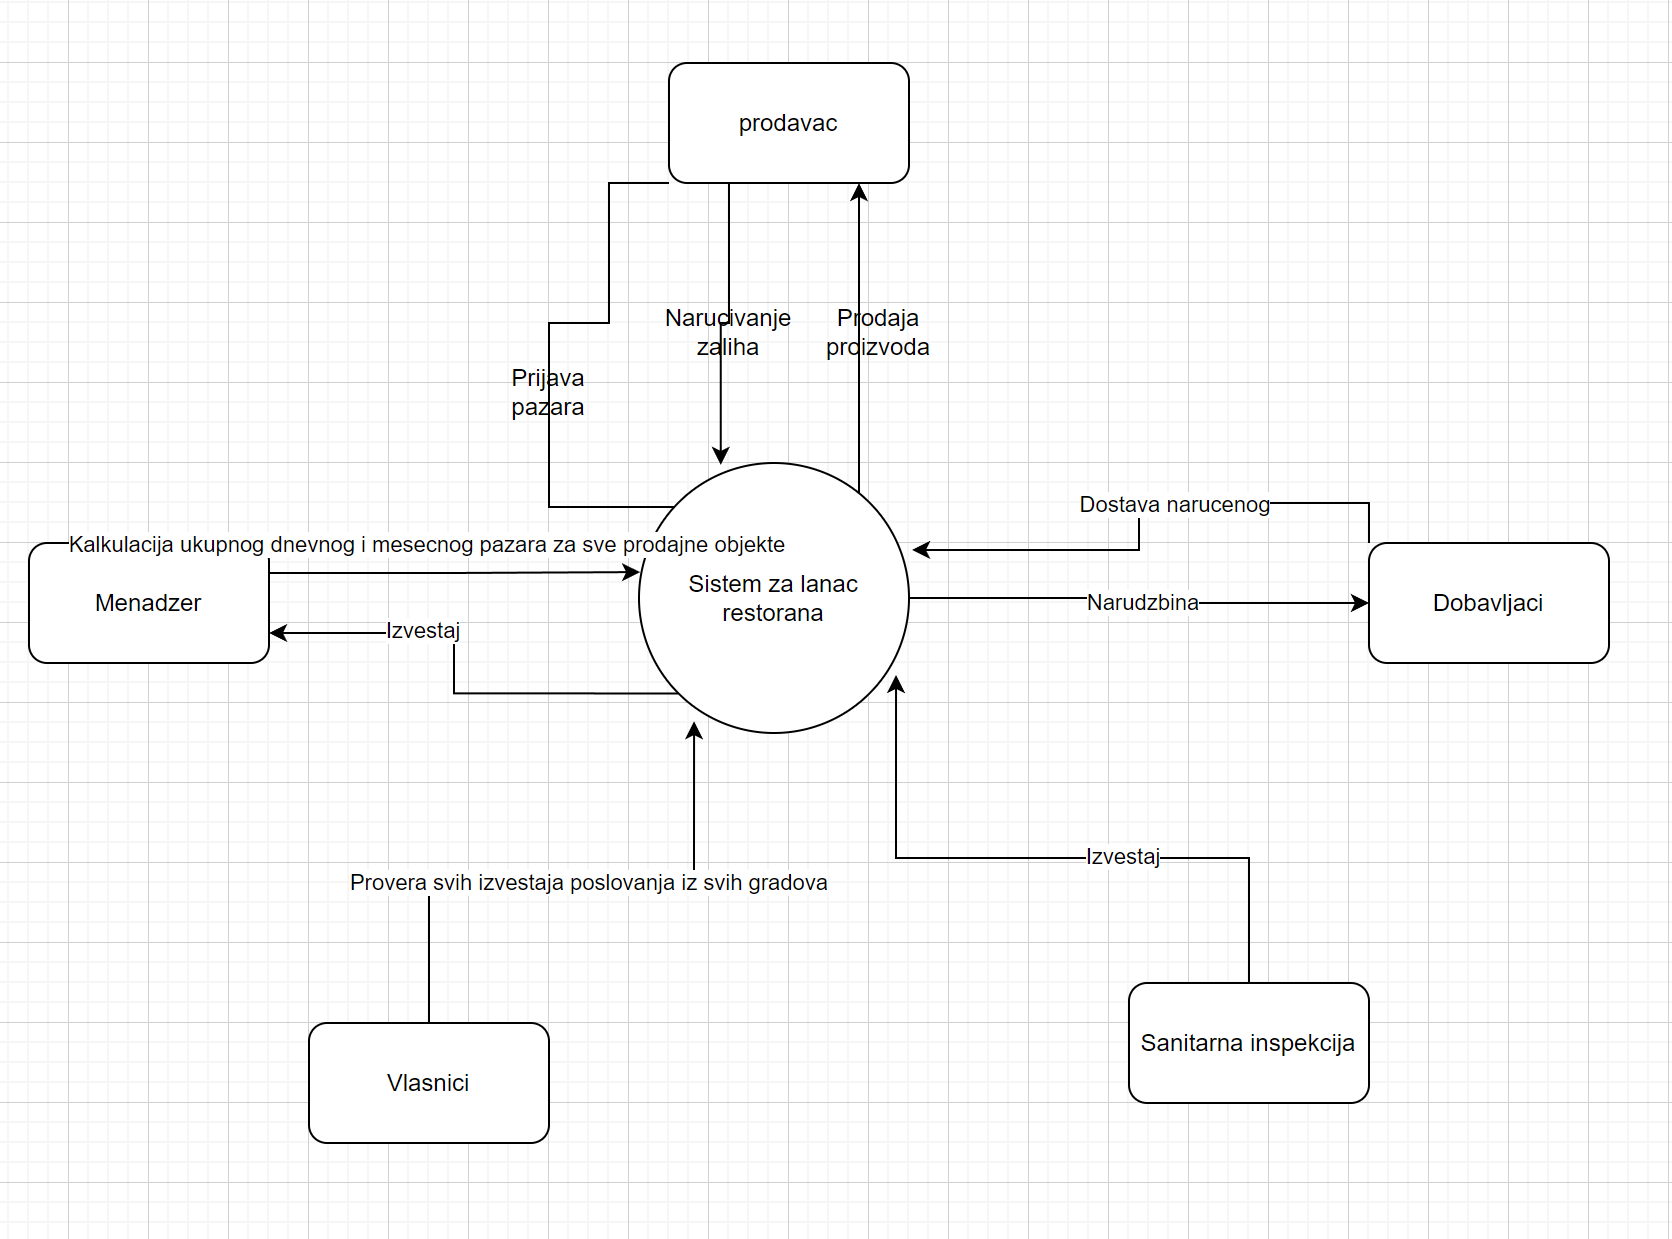 prodavac
Narucivanje
zaliha
Prodaja
proizvoda
Prijava
pazara
Dostava narucenog
Kalkulacija ukupnog dnevnog i mesecnog pazara za sve prodajne objekte
Sistem za lanac
restorana
Menadzer
Narudzbina
Dobavljaci
Izvestaj
Izvestaj
Provera svih izvestaja poslovanja iz svih gradova
Sanitarna inspekcija
Vlasnici